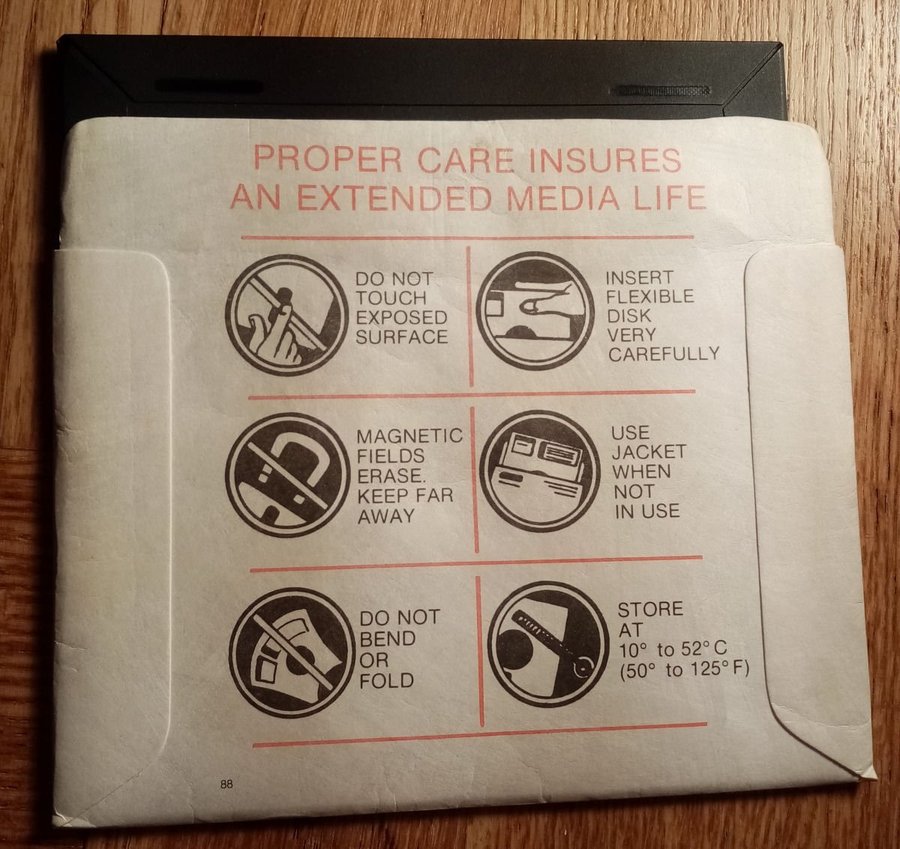 PROPER CARE INSURES
AN EXTENDED MEDIA LIFE
DO NOT
TOUCH
EXPOSED
SURFACE
INSERT
FLEXIBLE
DISK
VERY
CAREFULLY
MAGNETIC
FIELDS
ERASE.
KEEP FAR
AWAY
USE
JACKET
WHEN
NOT
IN USE
DO NOT
BEND
OR
FOLD
STORE
AT
10° to 52° C
(50° to 125° F)
88